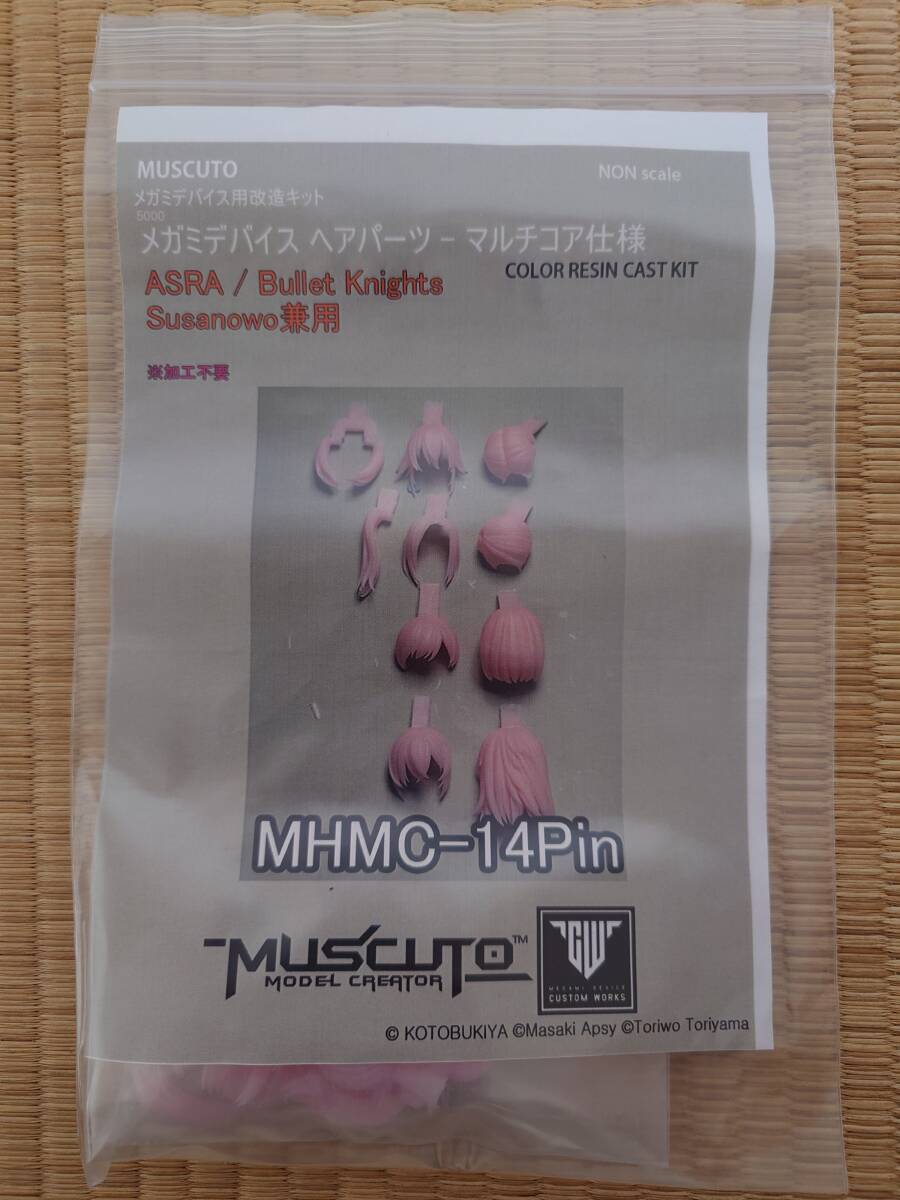 MUSCUTO
NON scale
メガミデバイス用改造キット
5000
メガミデバイス ヘアパーツ – マルチコア仕様
COLOR RESIN CAST KIT
ASRA / Bullet Knights
Susanowo兼用
※加工不要
MHMC-14Pin
MUSCUTO™
MODEL CREATOR
CW
MEGAMI DEVICE
CUSTOM WORKS
© KOTOBUKIYA ©Masaki Apsy ©Toriwo Toriyama